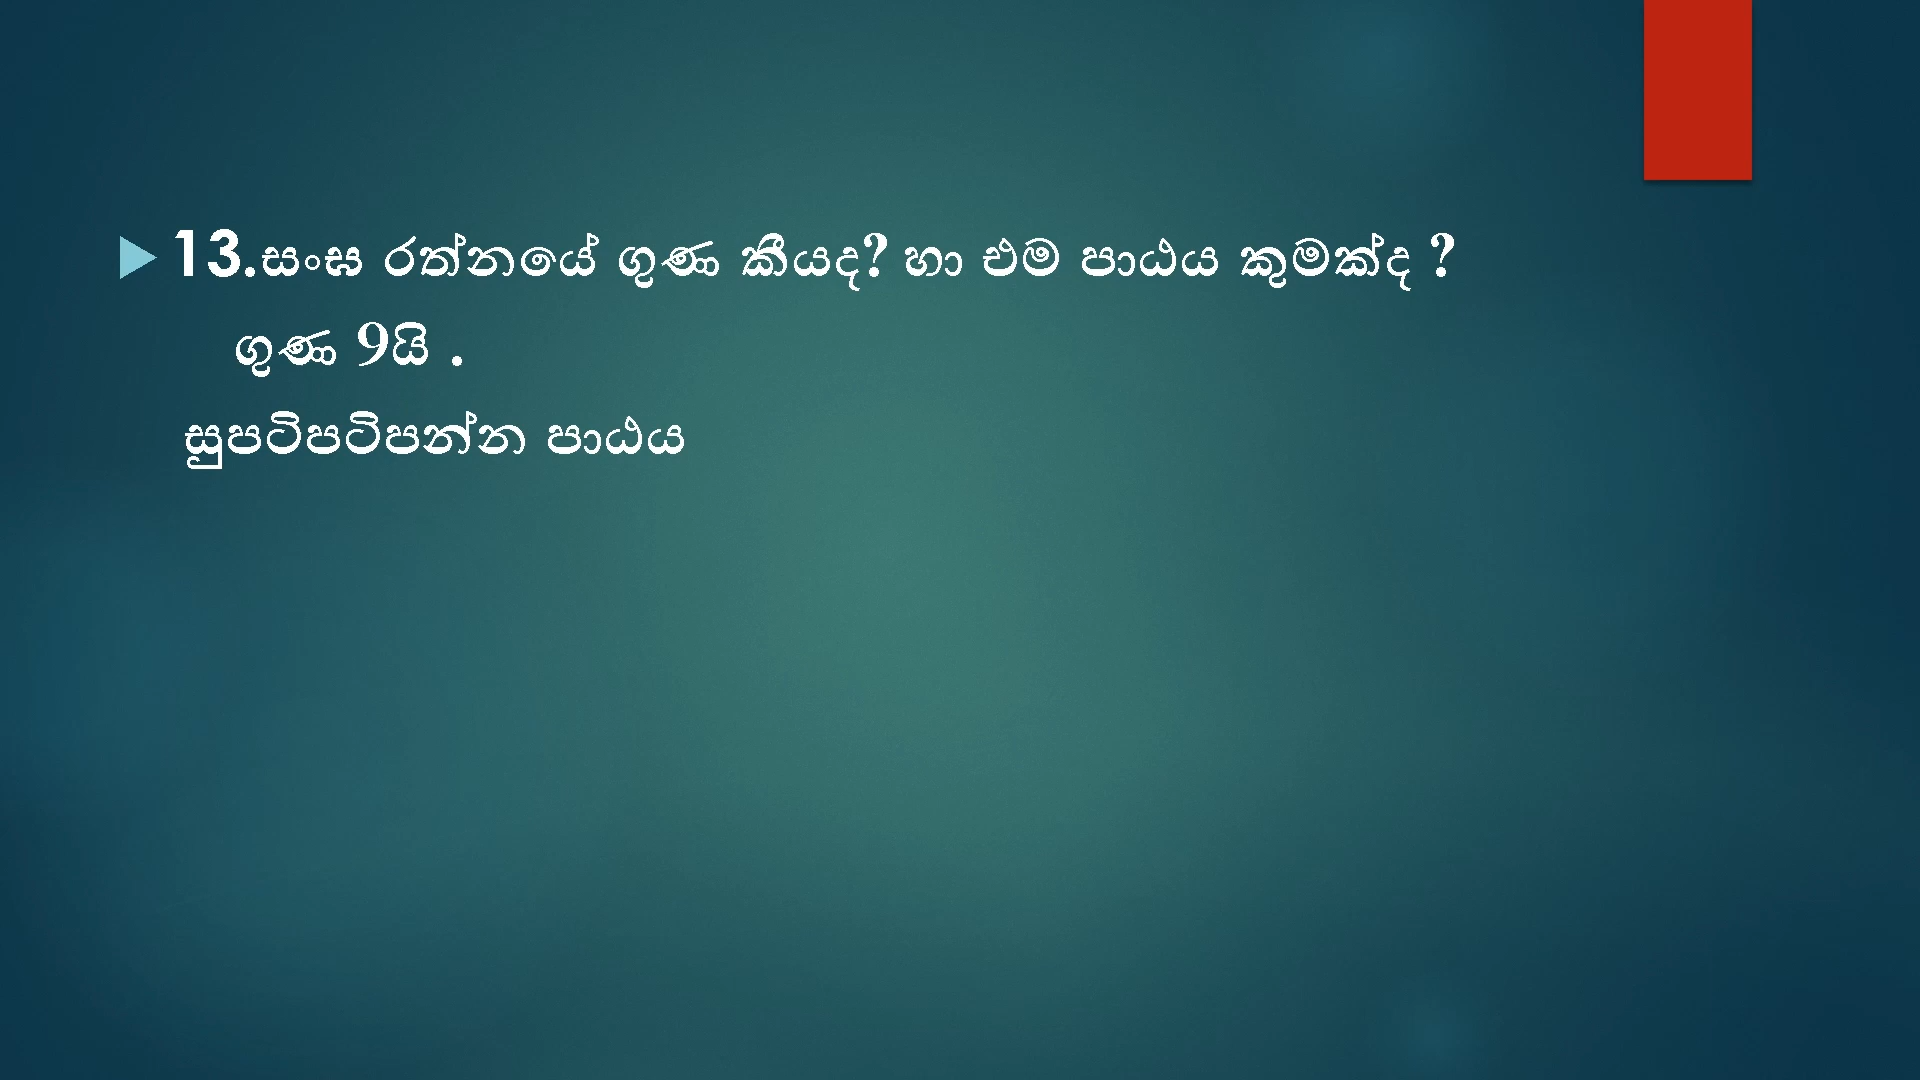 13.සංඝ රත්නයේ ගුණ කීයද? හා එම පාඨය කුමක්ද ?
ගුණ 9යි .
සුපටිපටිපන්න පාඨය